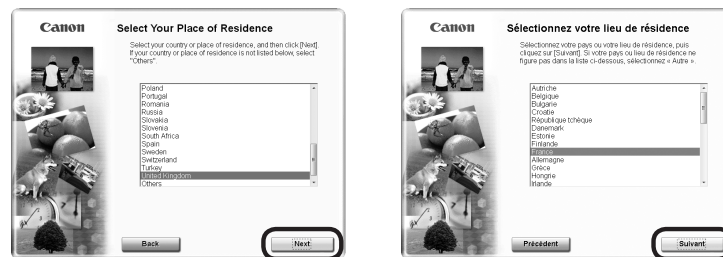 Canon
Select Your Place of Residence
Select your country or place of residence, and then click [Next].
If your country or place of residence is not listed below, select
"Others".
Poland
Portugal
Romania
Russia
Slovakia
Slovenia
South Africa
Spain
Sweden
Switzerland
Turkey
United Kingdom
Others
Back
Next
Canon
Sélectionnez votre lieu de résidence
Sélectionnez votre pays ou votre lieu de résidence, puis
cliquez sur [Suivant]. Si votre pays ou lieu de résidence ne
figure pas dans la liste ci-dessous, sélectionnez « Autre ».
Autriche
Belgique
Bulgarie
Croatie
République tchèque
Danemark
Estonie
Finlande
France
Allemagne
Grèce
Hongrie
Irlande
Précédent
Suivant